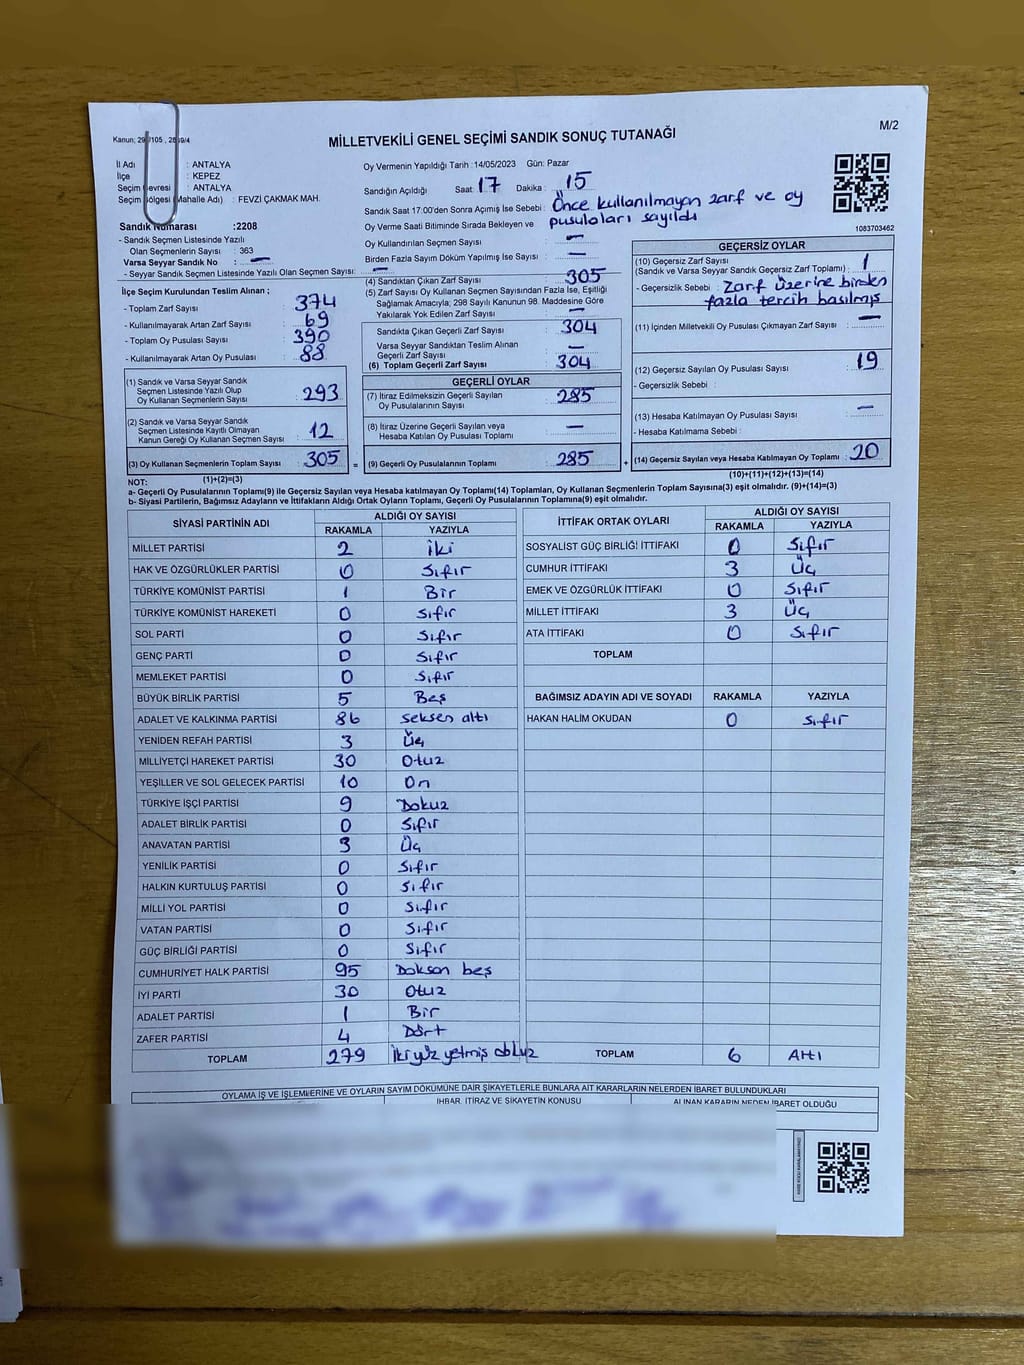 M/2
Kanun; 29
/105 , 28
9/4
MİLLETVEKİLİ GENEL SEÇİMİ SANDIK SONUÇ TUTANAĞI
İl Adı : ANTALYA
İlçe : KEPEZ
Seçim Çevresi : ANTALYA
Seçim Bölgesi (Mahalle Adı) : FEVZİ ÇAKMAK MAH.
Sandık Numarası :2208
- Sandık Seçmen Listesinde Yazılı
Olan Seçmenlerin Sayısı : 363
Varsa Seyyar Sandık No : —
- Seyyar Sandık Seçmen Listesinde Yazılı Olan Seçmen Sayısı: —
Oy Vermenin Yapıldığı Tarih :14/05/2023 Gün: Pazar
Sandığın Açıldığı Saat: 17 Dakika : 15
Sandık Saat 17:00'den Sonra Açımış İse Sebebi : Önce kullanılmayan zarf ve oy
pusulaları sayıldı
Oy Verme Saati Bitiminde Sırada Bekleyen ve
Oy Kullandırılan Seçmen Sayısı : —
Birden Fazla Sayım Döküm Yapılmış İse Sayısı : —
1083703462
İlçe Seçim Kurulundan Teslim Alınan ;
- Toplam Zarf Sayısı : 374
- Kullanılmayarak Artan Zarf Sayısı : 69
- Toplam Oy Pusulası Sayısı : 390
- Kullanılmayarak Artan Oy Pusulası : 88
(1) Sandık ve Varsa Seyyar Sandık
Seçmen Listesinde Yazılı Olup
Oy Kullanan Seçmenlerin Sayısı : 293
(2) Sandık ve Varsa Seyyar Sandık
Seçmen Listesinde Kayıtlı Olmayan
Kanun Gereği Oy Kullanan Seçmen Sayısı : 12
(3) Oy Kullanan Seçmenlerin Toplam Sayısı : 305
(1)+(2)=(3)
(4) Sandıktan Çıkan Zarf Sayısı : 305
(5) Zarf Sayısı Oy Kullanan Seçmen Sayısından Fazla İse, Eşitliği
Sağlamak Amacıyla; 298 Sayılı Kanunun 98. Maddesine Göre
Yakılarak Yok Edilen Zarf Sayısı : —
Sandıkta Çıkan Geçerli Zarf Sayısı : 304
Varsa Seyyar Sandıktan Teslim Alınan
Geçerli Zarf Sayısı : —
(6) Toplam Geçerli Zarf Sayısı : 304
GEÇERLİ OYLAR
(7) İtiraz Edilmeksizin Geçerli Sayılan
Oy Pusulalarının Sayısı : 285
(8) İtiraz Üzerine Geçerli Sayılan veya
Hesaba Katılan Oy Pusulası Toplamı : —
= (9) Geçerli Oy Pusulalarının Toplamı : 285 +
GEÇERSİZ OYLAR
(10) Geçersiz Zarf Sayısı
(Sandık ve Varsa Seyyar Sandık Geçersiz Zarf Toplamı) : 1
- Geçersizlik Sebebi : Zarf üzerine birden
fazla tercih basılmış
(11) İçinden Milletvekili Oy Pusulası Çıkmayan Zarf Sayısı : —
(12) Geçersiz Sayılan Oy Pusulası Sayısı : 19
- Geçersizlik Sebebi :
(13) Hesaba Katılmayan Oy Pusulası Sayısı : —
- Hesaba Katılmama Sebebi :
(14) Geçersiz Sayılan veya Hesaba Katılmayan Oy Toplamı : 20
(10)+(11)+(12)+(13)=(14)
NOT:
a- Geçerli Oy Pusulalarının Toplamı(9) ile Geçersiz Sayılan veya Hesaba katılmayan Oy Toplamı(14) Toplamları, Oy Kullanan Seçmenlerin Toplam Sayısına(3) eşit olmalıdır. (9)+(14)=(3)
b- Siyasi Partilerin, Bağımsız Adayların ve İttifakların Aldığı Ortak Oyların Toplamı, Geçerli Oy Pusulalarının Toplamına(9) eşit olmalıdır.
SİYASİ PARTİNİN ADI ALDIĞI OY SAYISI
RAKAMLA YAZIYLA
MİLLET PARTİSİ 2 iki
HAK VE ÖZGÜRLÜKLER PARTİSİ 0 Sıfır
TÜRKİYE KOMÜNİST PARTİSİ 1 Bir
TÜRKİYE KOMÜNİST HAREKETİ 0 Sıfır
SOL PARTİ 0 Sıfır
GENÇ PARTİ 0 Sıfır
MEMLEKET PARTİSİ 0 Sıfır
BÜYÜK BİRLİK PARTİSİ 5 Beş
ADALET VE KALKINMA PARTİSİ 86 seksen altı
YENİDEN REFAH PARTİSİ 3 Üç
MİLLİYETÇİ HAREKET PARTİSİ 30 Otuz
YEŞİLLER VE SOL GELECEK PARTİSİ 10 On
TÜRKİYE İŞÇİ PARTİSİ 9 Dokuz
ADALET BİRLİK PARTİSİ 0 Sıfır
ANAVATAN PARTİSİ 3 Üç
YENİLİK PARTİSİ 0 Sıfır
HALKIN KURTULUŞ PARTİSİ 0 Sıfır
MİLLİ YOL PARTİSİ 0 Sıfır
VATAN PARTİSİ 0 Sıfır
GÜÇ BİRLİĞİ PARTİSİ 0 Sıfır
CUMHURİYET HALK PARTİSİ 95 Doksan beş
İYİ PARTİ 30 Otuz
ADALET PARTİSİ 1 Bir
ZAFER PARTİSİ 4 Dört
TOPLAM 279 İki yüz yetmiş dokuz
İTTİFAK ORTAK OYLARI ALDIĞI OY SAYISI
RAKAMLA YAZIYLA
SOSYALİST GÜÇ BİRLİĞİ İTTİFAKI 0 Sıfır
CUMHUR İTTİFAKI 3 Üç
EMEK VE ÖZGÜRLÜK İTTİFAKI 0 Sıfır
MİLLET İTTİFAKI 3 Üç
ATA İTTİFAKI 0 Sıfır
TOPLAM
BAĞIMSIZ ADAYIN ADI VE SOYADI RAKAMLA YAZIYLA
HAKAN HALİM OKUDAN 0 Sıfır
TOPLAM 6 Altı
OYLAMA İŞ VE İŞLEMLERİNE VE OYLARIN SAYIM DÖKÜMÜNE DAİR ŞİKAYETLERLE BUNLARA AİT KARARLARIN NELERDEN İBARET BULUNDUKLARI
İHBAR, İTİRAZ VE ŞİKAYETİN KONUSU ALINAN KARARIN NEDEN İBARET OLDUĞU